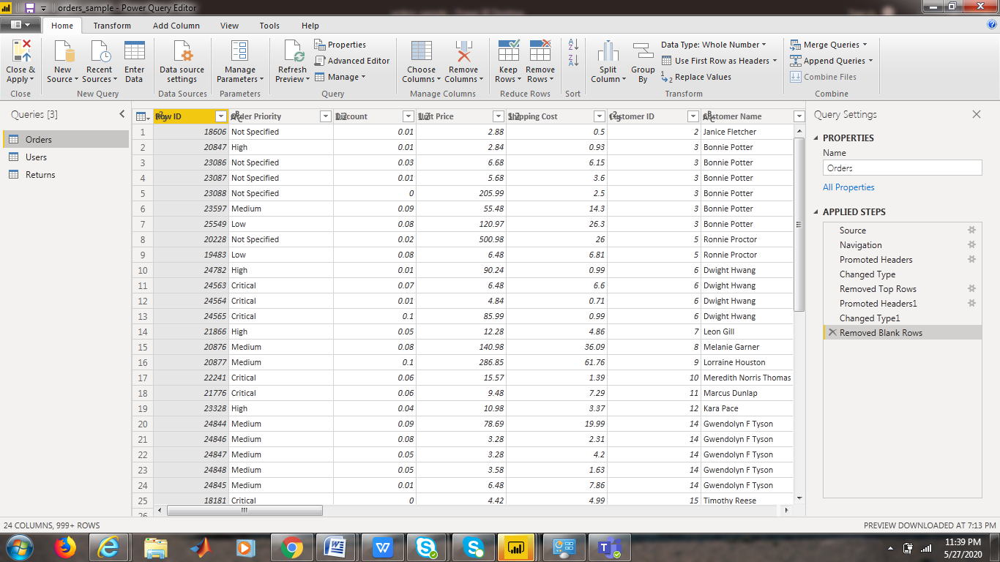 orders_sample - Power Query Editor
Home Transform Add Column View Tools Help
Close & Apply
New Source
Recent Sources
Enter Data
Data source settings
Manage Parameters
Refresh Preview
Properties
Advanced Editor
Manage
Choose Columns
Remove Columns
Keep Rows
Remove Rows
Split Column
Group By
Data Type: Whole Number
Use First Row as Headers
Replace Values
Merge Queries
Append Queries
Combine Files
Close New Query Data Sources Parameters Query Manage Columns Reduce Rows Sort Transform Combine
Queries [3]
Orders
Users
Returns
Row ID Order Priority Discount Unit Price Shipping Cost Customer ID Customer Name
1 18606 Not Specified 0.01 2.88 0.5 2 Janice Fletcher
2 20847 High 0.01 2.84 0.93 3 Bonnie Potter
3 23086 Not Specified 0.03 6.68 6.15 3 Bonnie Potter
4 23087 Not Specified 0.01 5.68 3.6 3 Bonnie Potter
5 23088 Not Specified 0 205.99 2.5 3 Bonnie Potter
6 23597 Medium 0.09 55.48 14.3 3 Bonnie Potter
7 25549 Low 0.08 120.97 26.3 3 Bonnie Potter
8 20228 Not Specified 0.02 500.98 26 5 Ronnie Proctor
9 19483 Low 0.08 6.48 6.81 5 Ronnie Proctor
10 24782 High 0.01 90.24 0.99 6 Dwight Hwang
11 24563 Critical 0.07 6.48 6.6 6 Dwight Hwang
12 24564 Critical 0.01 4.84 0.71 6 Dwight Hwang
13 24565 Critical 0.1 85.99 0.99 6 Dwight Hwang
14 21866 High 0.05 12.28 4.86 7 Leon Gill
15 20876 Medium 0.08 140.98 36.09 8 Melanie Garner
16 20877 Medium 0.1 286.85 61.76 9 Lorraine Houston
17 22241 Critical 0.06 15.57 1.39 10 Meredith Norris Thomas
18 21776 Critical 0.06 9.48 7.29 11 Marcus Dunlap
19 23328 High 0.04 10.98 3.37 12 Kara Pace
20 24844 Medium 0.09 78.69 19.99 14 Gwendolyn F Tyson
21 24846 Medium 0.08 3.28 2.31 14 Gwendolyn F Tyson
22 24847 Medium 0.05 3.28 4.2 14 Gwendolyn F Tyson
23 24848 Medium 0.05 3.58 1.63 14 Gwendolyn F Tyson
24 24845 Medium 0.01 6.48 7.86 14 Gwendolyn F Tyson
25 18181 Critical 0 4.42 4.99 15 Timothy Reese
26
Query Settings
PROPERTIES
Name
Orders
All Properties
APPLIED STEPS
Source
Navigation
Promoted Headers
Changed Type
Removed Top Rows
Promoted Headers1
Changed Type1
Removed Blank Rows
24 COLUMNS, 999+ ROWS
PREVIEW DOWNLOADED AT 7:13 PM
11:39 PM
5/27/2020